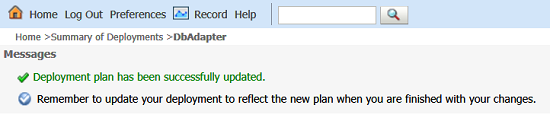 Home Log Out Preferences Record Help
Home >Summary of Deployments >DbAdapter
Messages
Deployment plan has been successfully updated.
Remember to update your deployment to reflect the new plan when you are finished with your changes.